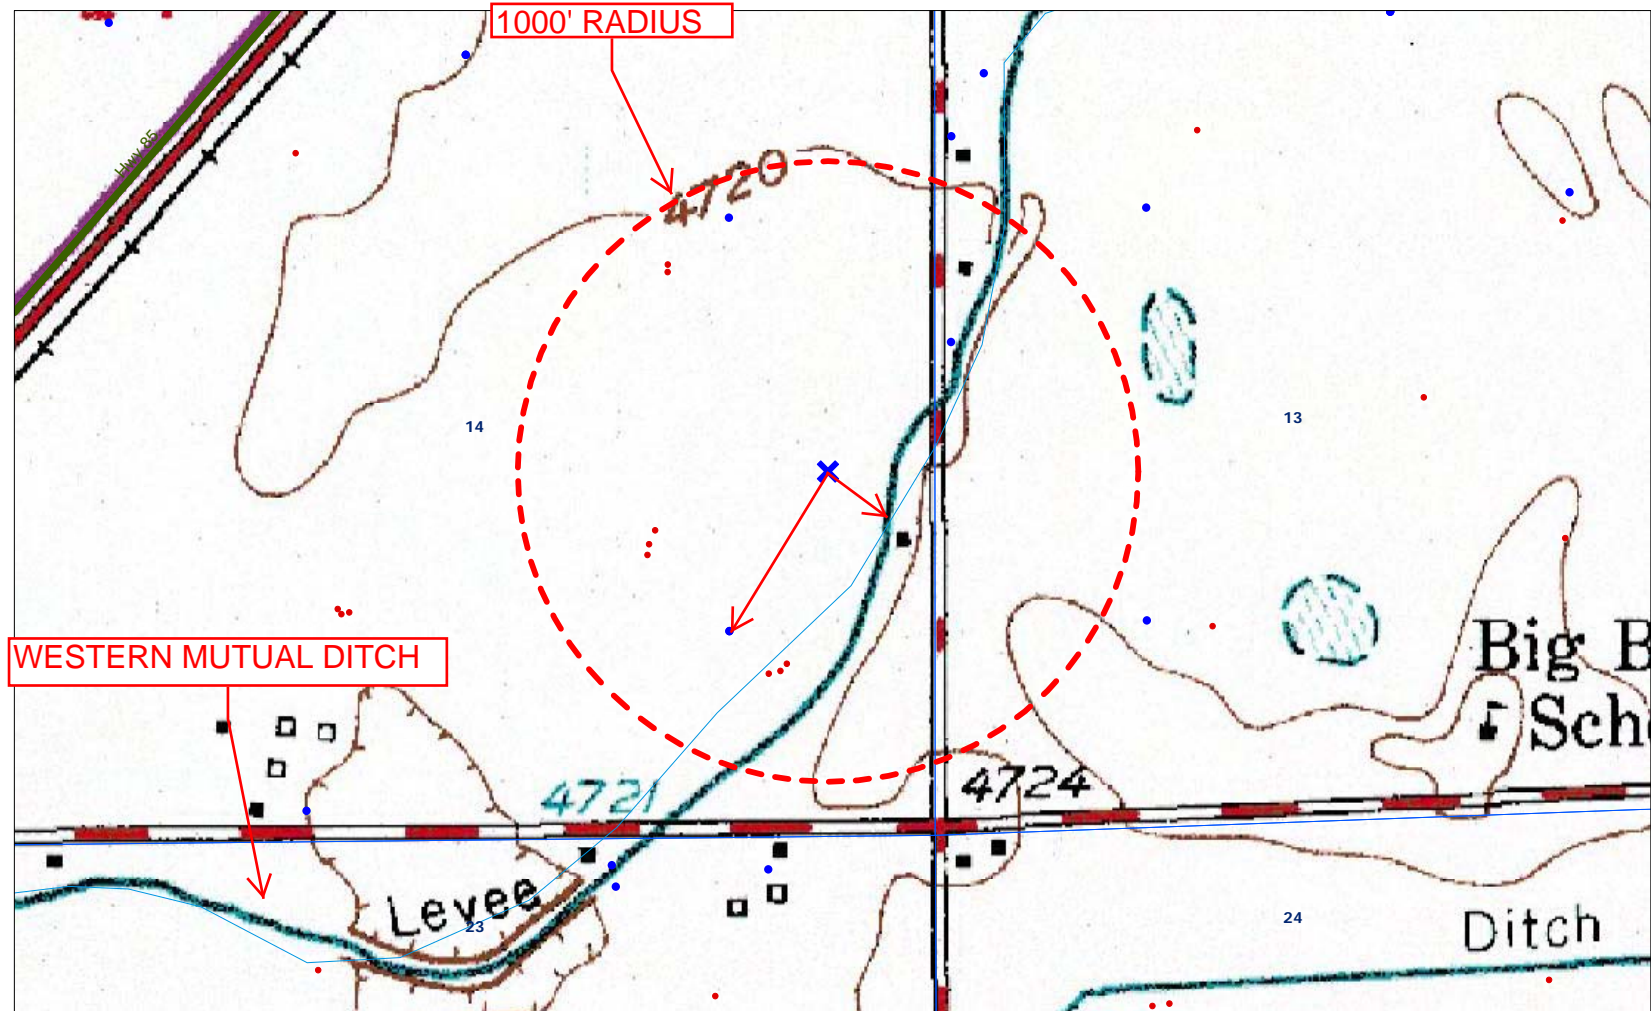 1000' RADIUS
Hwy 85
4720
14
13
WESTERN MUTUAL DITCH
Big B
Sch
4721
4724
Levee
23
24
Ditch